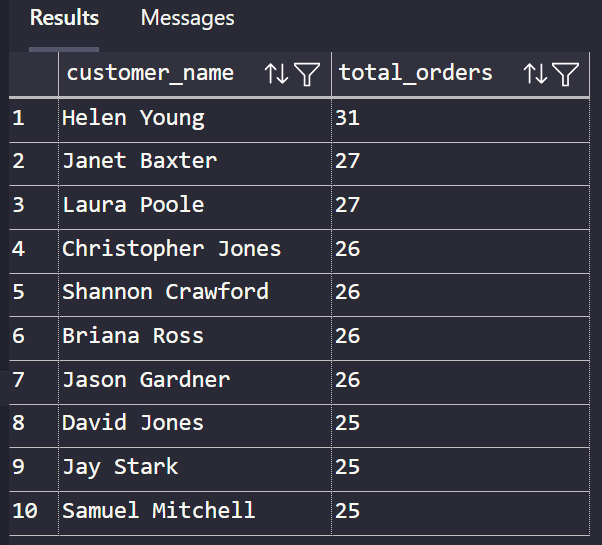 Results Messages
customer_name total_orders
1 Helen Young 31
2 Janet Baxter 27
3 Laura Poole 27
4 Christopher Jones 26
5 Shannon Crawford 26
6 Briana Ross 26
7 Jason Gardner 26
8 David Jones 25
9 Jay Stark 25
10 Samuel Mitchell 25